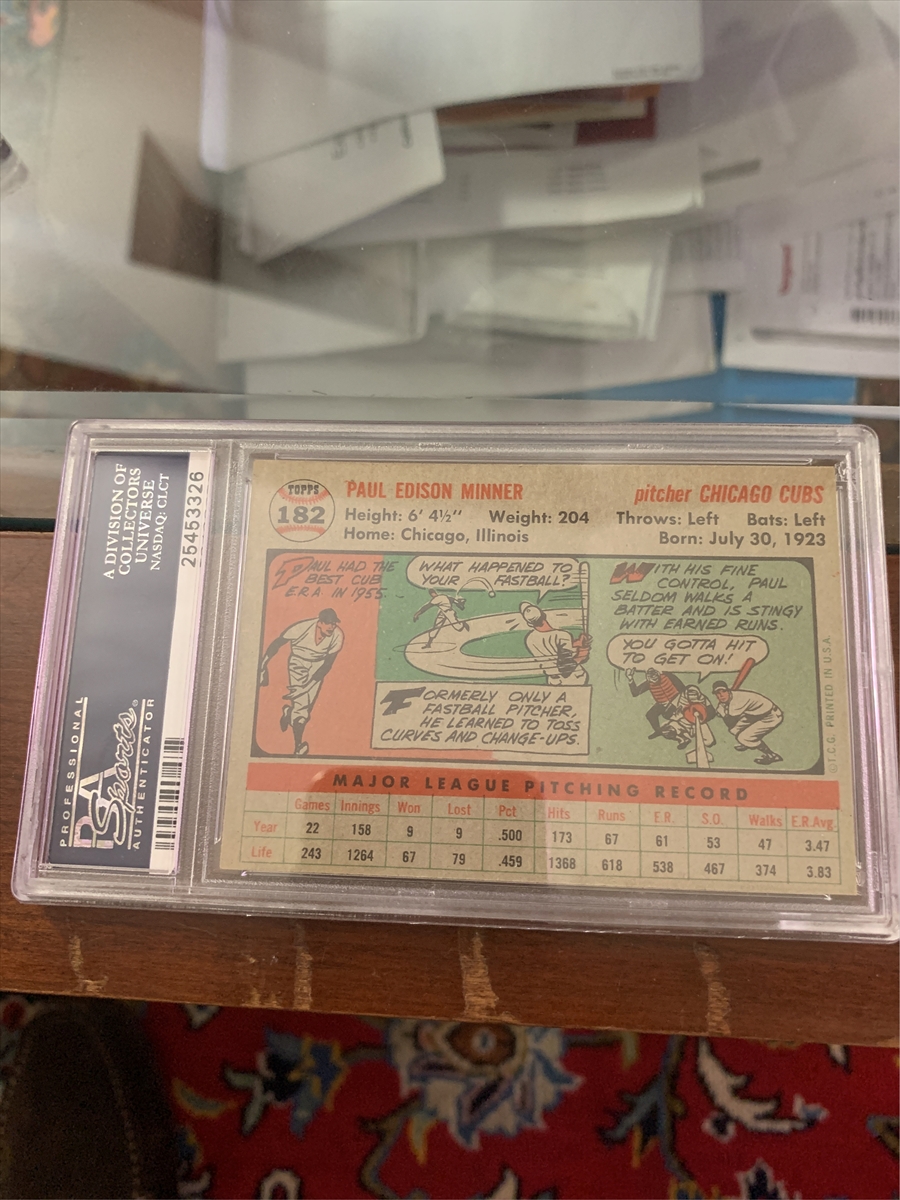 A DIVISION OF
COLLECTORS
UNIVERSE
NASDAQ: CLCT
25453326
PROFESSIONAL
PSA
Sports®
AUTHENTICATOR
TOPPS
182
PAUL EDISON MINNER
pitcher CHICAGO CUBS
Height: 6' 4½" Weight: 204 Throws: Left Bats: Left
Home: Chicago, Illinois Born: July 30, 1923
PAUL HAD THE
BEST CUB
ERA IN 1955.
WHAT HAPPENED TO
YOUR FASTBALL?
FORMERLY ONLY A
FASTBALL PITCHER,
HE LEARNED TO TOSS
CURVES AND CHANGE-UPS.
WITH HIS FINE
CONTROL, PAUL
SELDOM WALKS A
BATTER AND IS STINGY
WITH EARNED RUNS.
YOU GOTTA HIT
TO GET ON!
©T.C.G. PRINTED IN U.S.A.
MAJOR LEAGUE PITCHING RECORD
Games Innings Won Lost Pct Hits Runs E.R. S.O. Walks E.R.Avg
Year 22 158 9 9 .500 173 67 61 53 47 3.47
Life 243 1264 67 79 .459 1368 618 538 467 374 3.83